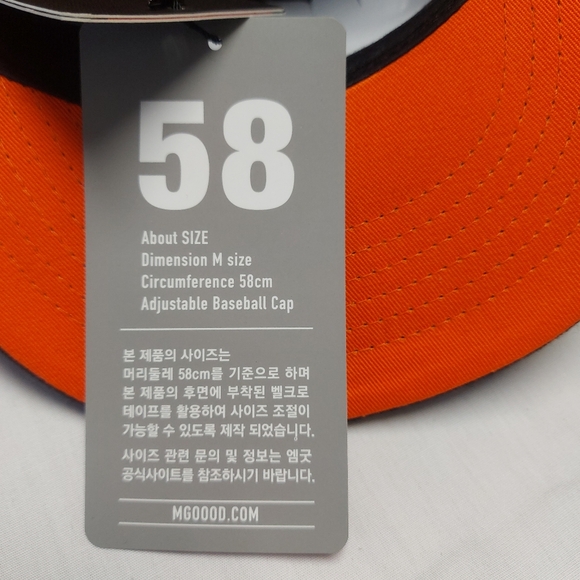 58
About SIZE
Dimension M size
Circumference 58cm
Adjustable Baseball Cap
본 제품의 사이즈는
머리둘레 58cm를 기준으로 하며
본 제품의 후면에 부착된 벨크로
테이프를 활용하여 사이즈 조절이
가능할 수 있도록 제작 되었습니다.
사이즈 관련 문의 및 정보는 엠굿
공식사이트를 참조하시기 바랍니다.
MGOOOD.COM